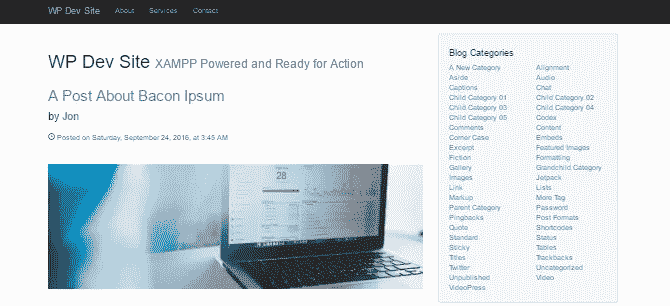 WP Dev Site About Services Contact
WP Dev Site XAMPP Powered and Ready for Action
A Post About Bacon Ipsum
by Jon
Posted on Saturday, September 24, 2016, at 3:45 AM
28
Blog Categories
A New Category Alignment
Aside Audio
Captions Chat
Child Category 01 Child Category 02
Child Category 03 Child Category 04
Child Category 05 Codex
Comments Content
Corner Case Embeds
Excerpt Featured Images
Fiction Formatting
Gallery Grandchild Category
Images Jetpack
Link Lists
Markup More Tag
Parent Category Password
Pingbacks Post Formats
Quote Shortcodes
Standard Status
Sticky Tables
Titles Trackbacks
Twitter Uncategorized
Unpublished Video
VideoPress